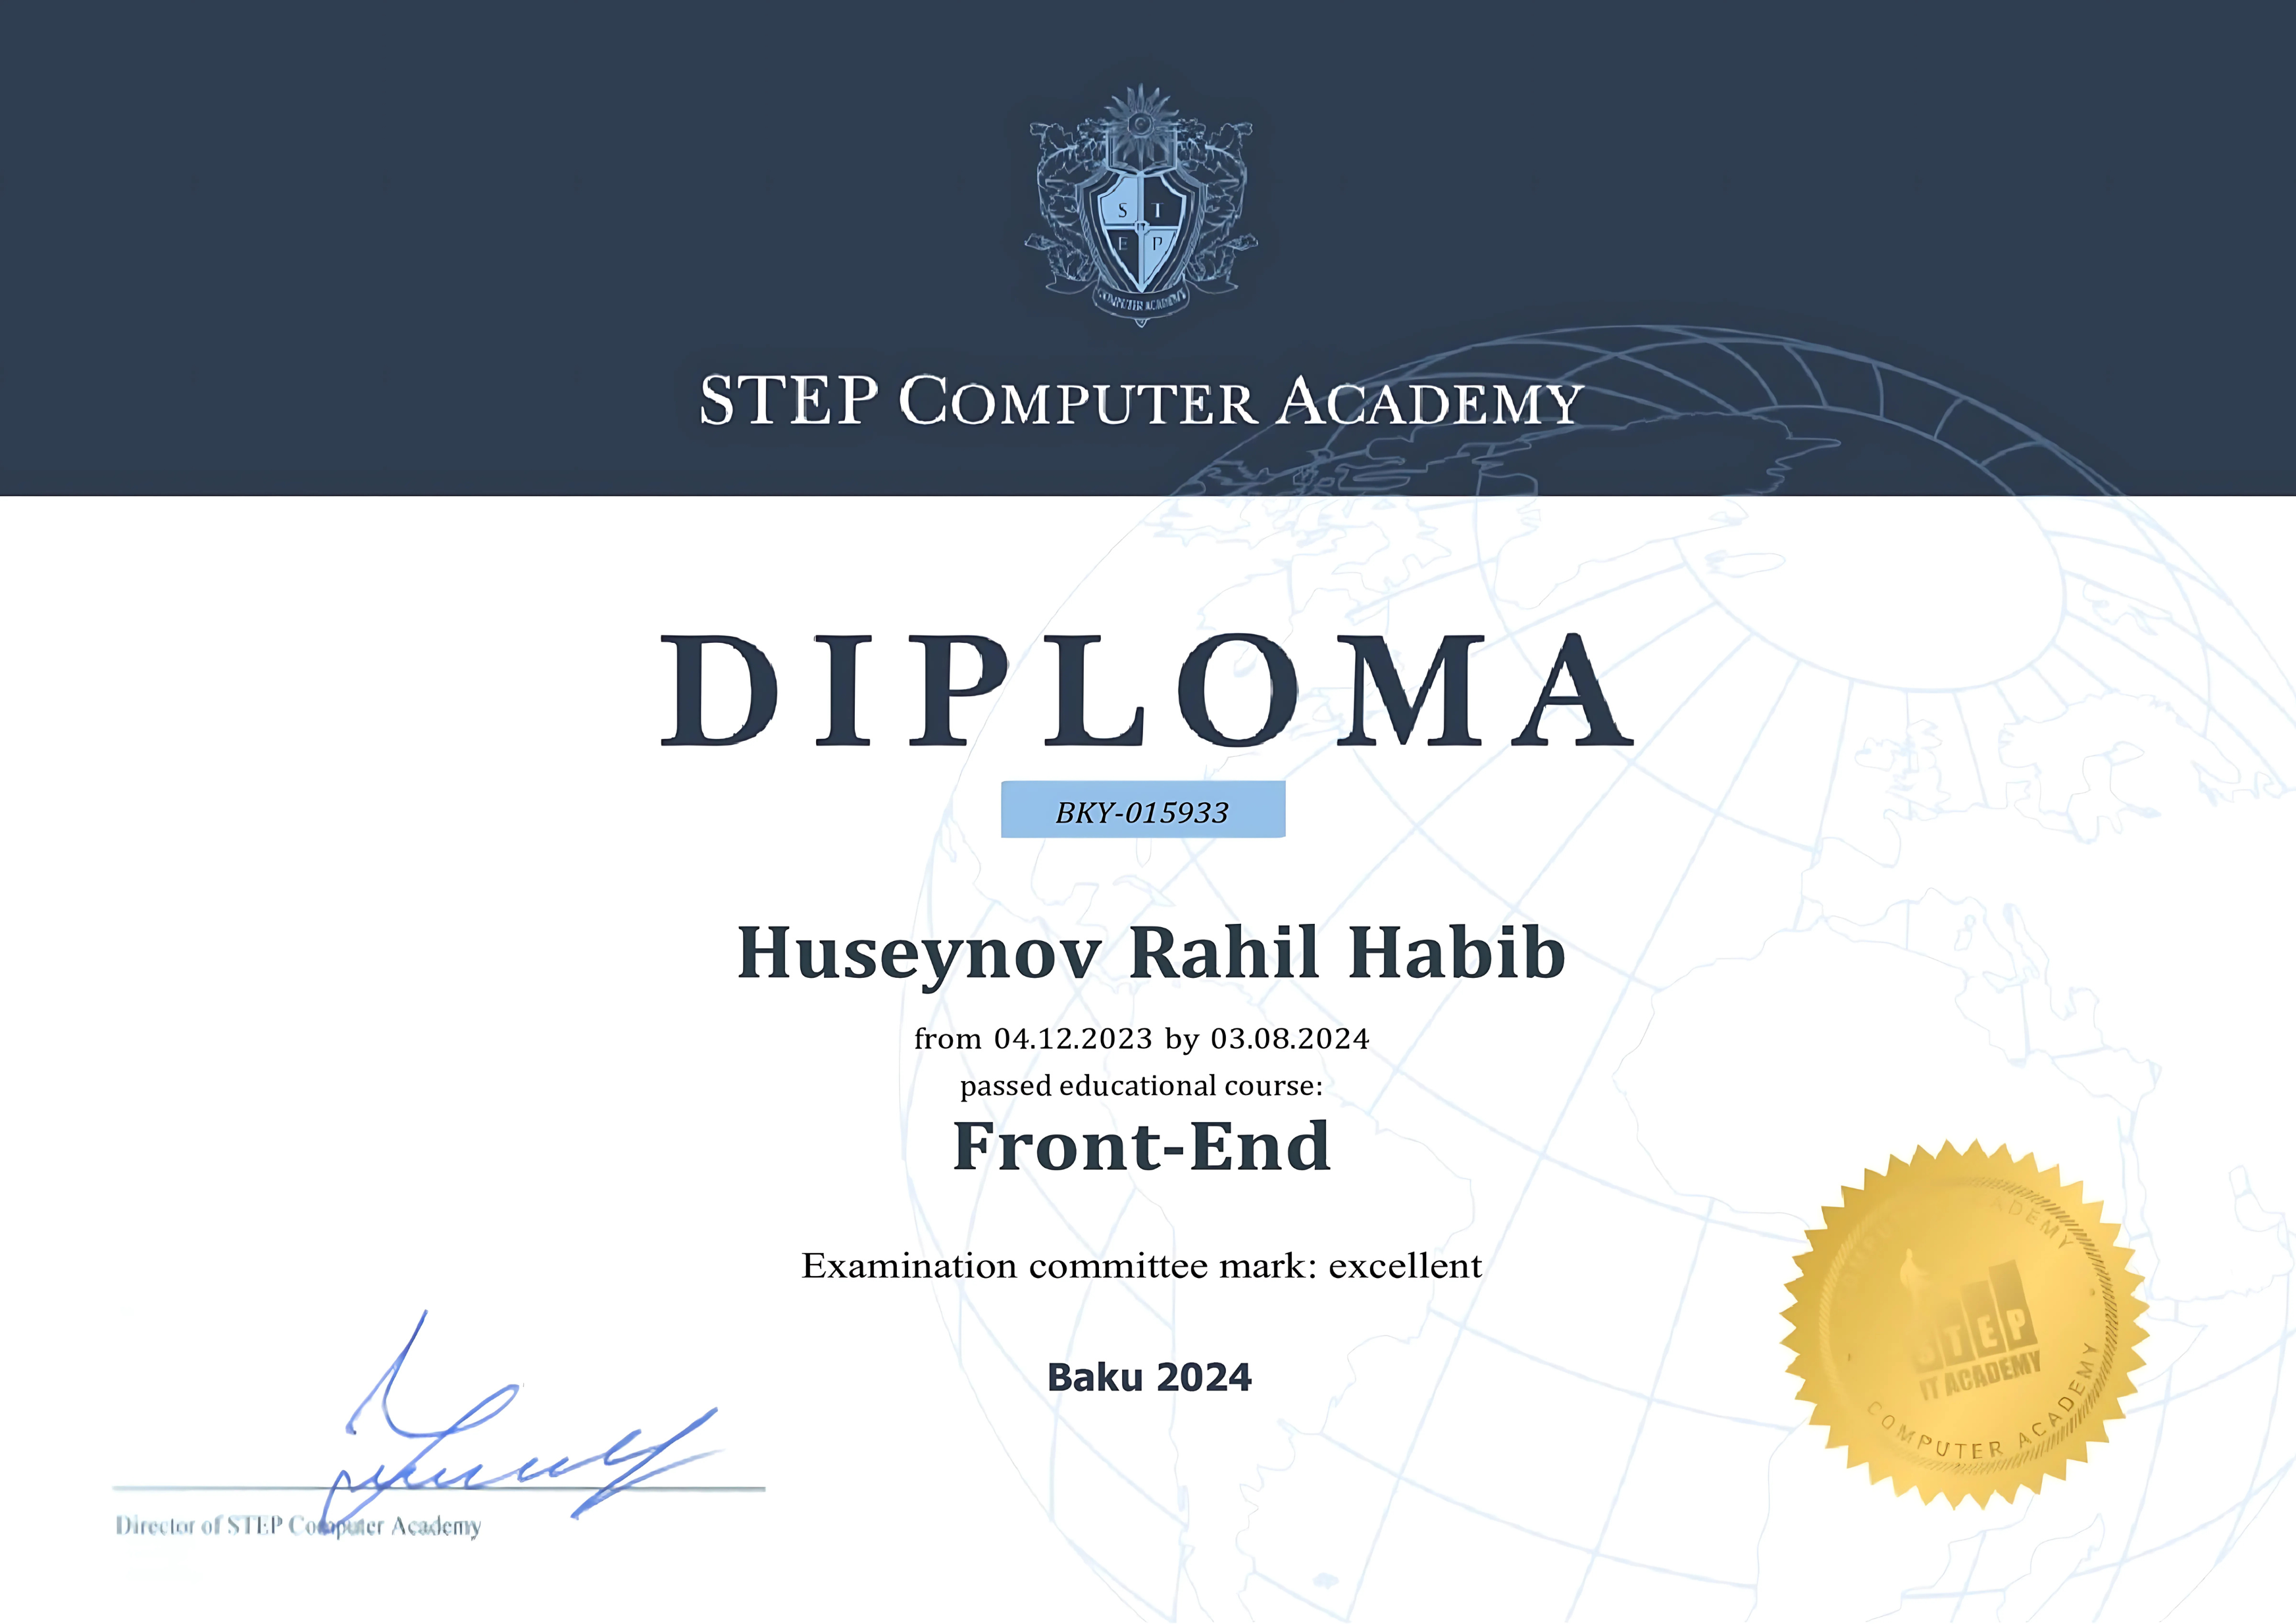 S T
E P
COMPUTER ACADEMY
STEP COMPUTER ACADEMY
DIPLOMA
BKY-015933
Huseynov Rahil Habib
from 04.12.2023 by 03.08.2024
passed educational course:
Front-End
Examination committee mark: excellent
Baku 2024
Director of STEP Computer Academy
STEP
IT ACADEMY
COMPUTER ACADEMY